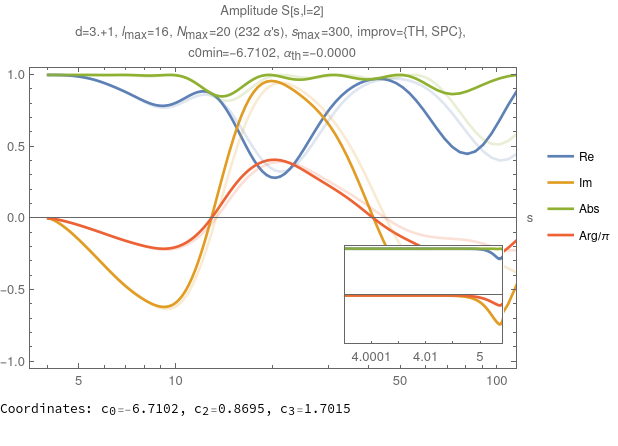 Amplitude S[s,l=2]
d=3.+1, lmax=16, Nmax=20 (232 α's), smax=300, improv={TH, SPC},
c0min=−6.7102, αth=−0.0000
1.0
0.5
0.0
−0.5
−1.0
s
Re
Im
Abs
Arg/π
4.0001 4.01 5
5 10 50 100
Coordinates: c0=−6.7102, c2=0.8695, c3=1.7015